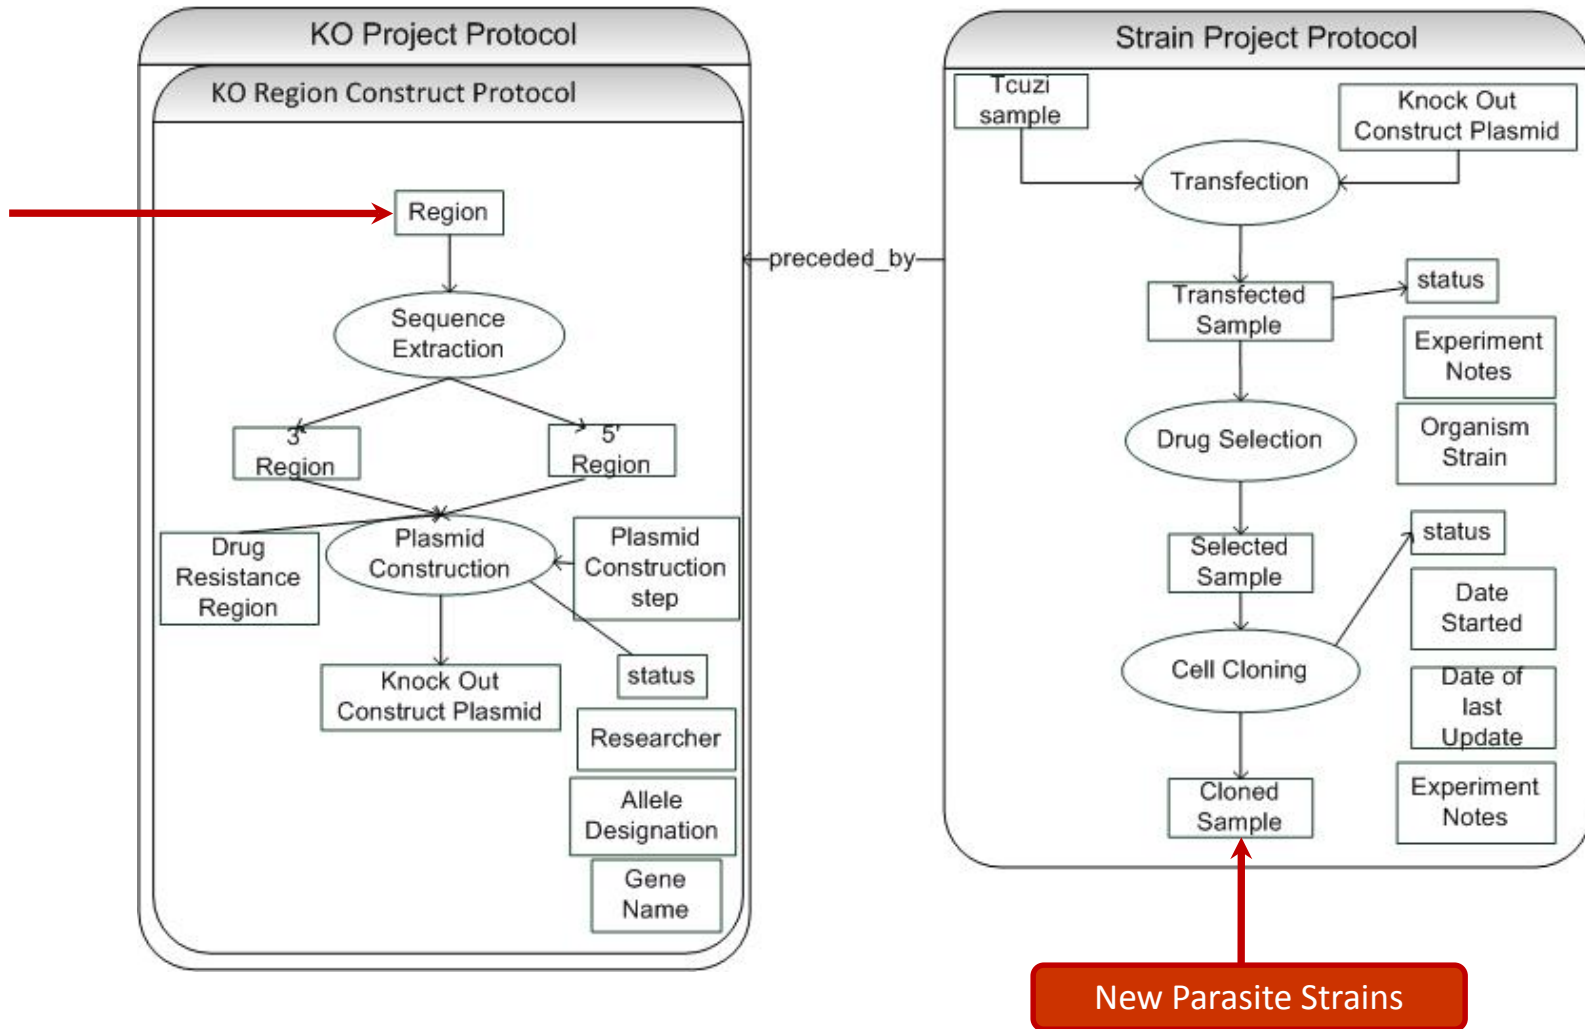 KO Project Protocol
KO Region Construct Protocol
Region
Sequence
Extraction
3'
Region
5'
Region
Drug
Resistance
Region
Plasmid
Construction
Plasmid
Construction
step
Knock Out
Construct Plasmid
status
Researcher
Allele
Designation
Gene
Name
preceded_by
Strain Project Protocol
Tcuzi
sample
Knock Out
Construct Plasmid
Transfection
Transfected
Sample
status
Experiment
Notes
Drug Selection
Organism
Strain
Selected
Sample
status
Date
Started
Cell Cloning
Date of
last
Update
Cloned
Sample
Experiment
Notes
New Parasite Strains